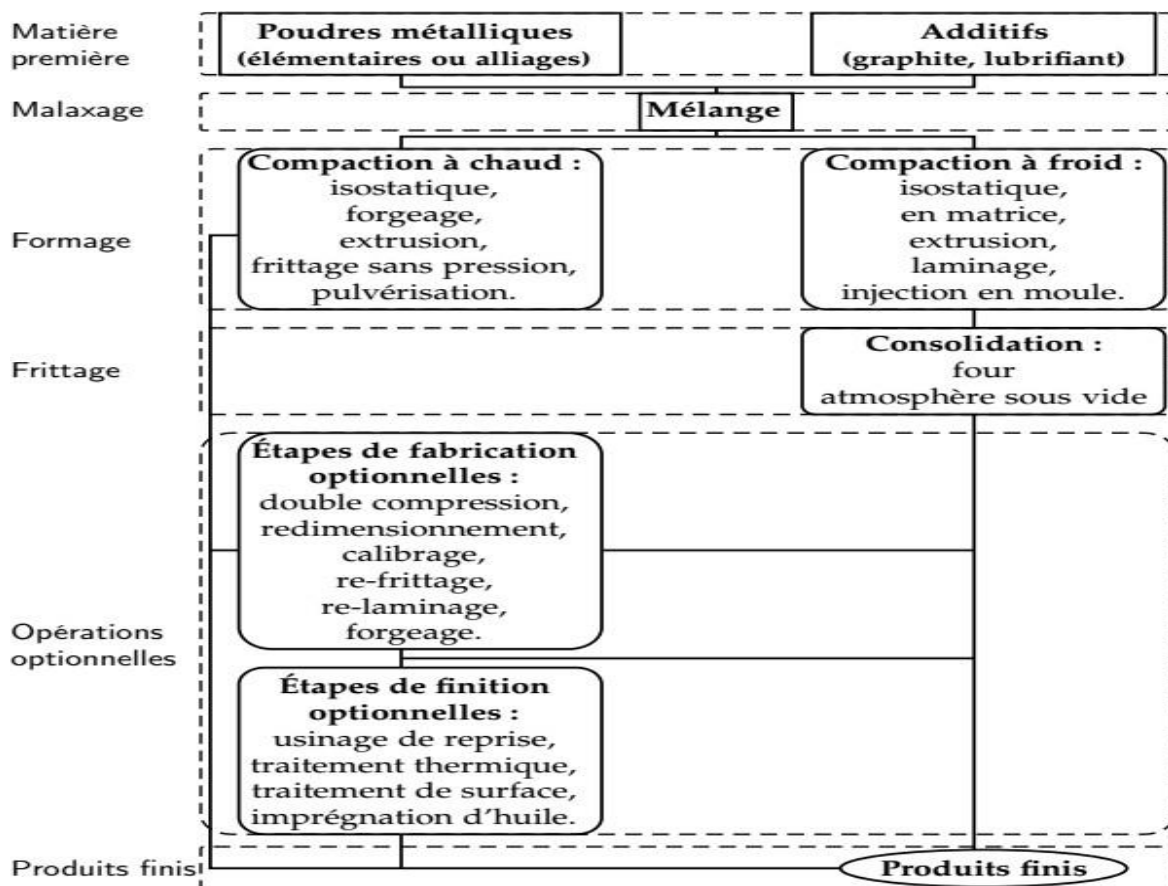 Matière
première
Poudres métalliques
(élémentaires ou alliages)
Additifs
(graphite, lubrifiant)
Malaxage
Mélange
Formage
Compaction à chaud :
isostatique,
forgeage,
extrusion,
frittage sans pression,
pulvérisation.
Compaction à froid :
isostatique,
en matrice,
extrusion,
laminage,
injection en moule.
Frittage
Consolidation :
four
atmosphère sous vide
Opérations
optionnelles
Étapes de fabrication
optionnelles :
double compression,
redimensionnement,
calibrage,
re-frittage,
re-laminage,
forgeage.
Étapes de finition
optionnelles :
usinage de reprise,
traitement thermique,
traitement de surface,
imprégnation d'huile.
Produits finis
Produits finis